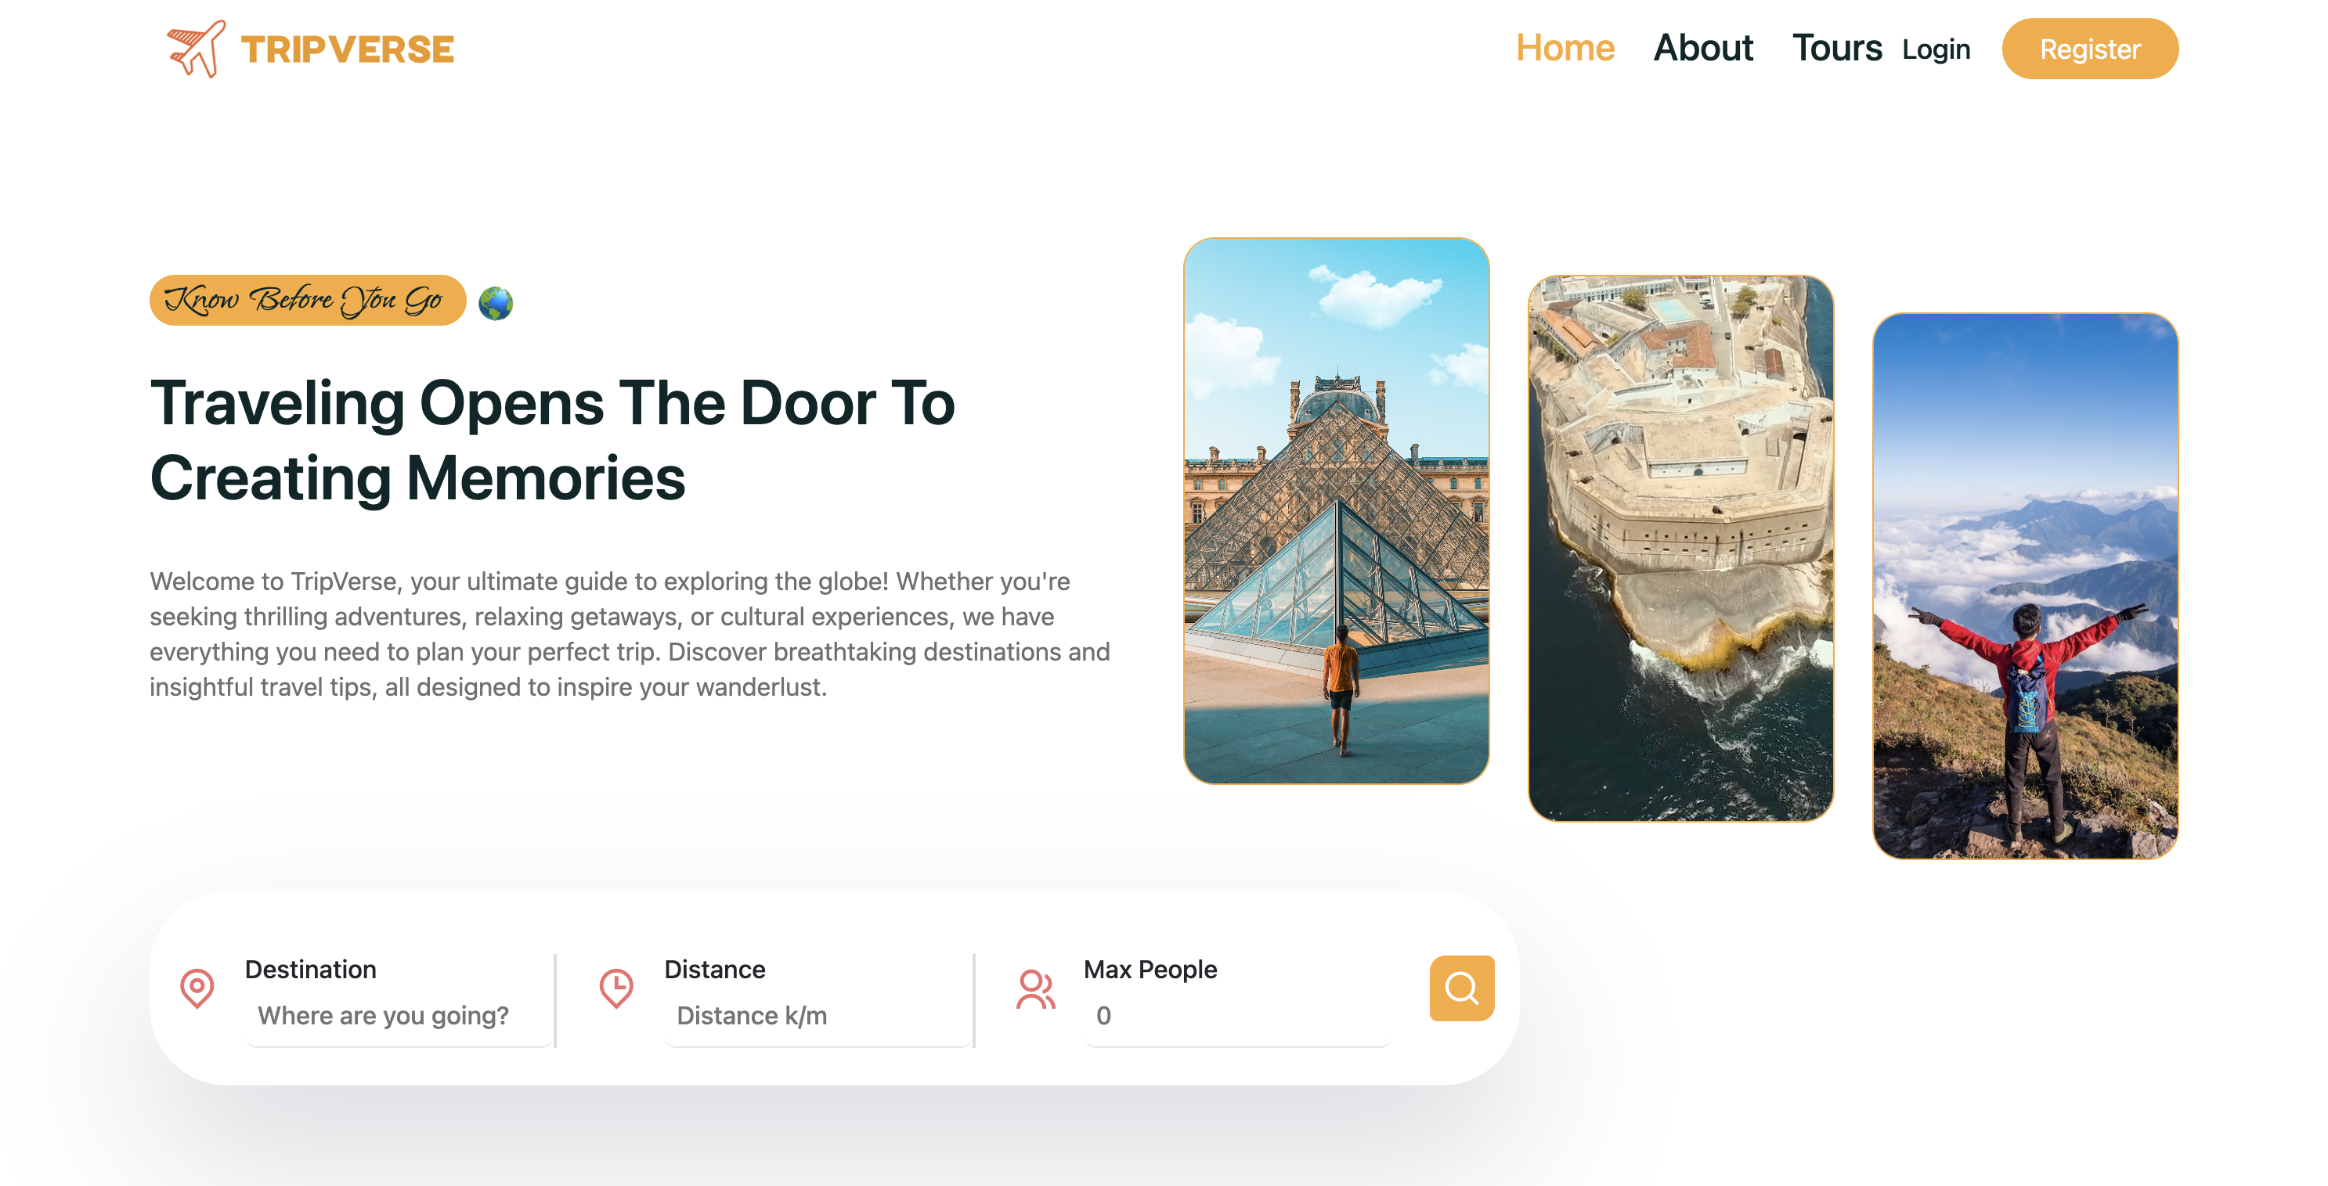 TRIPVERSE
Home About Tours Login Register
Know Before You Go
Traveling Opens The Door To
Creating Memories
Welcome to TripVerse, your ultimate guide to exploring the globe! Whether you're
seeking thrilling adventures, relaxing getaways, or cultural experiences, we have
everything you need to plan your perfect trip. Discover breathtaking destinations and
insightful travel tips, all designed to inspire your wanderlust.
Destination
Where are you going?
Distance
Distance k/m
Max People
0